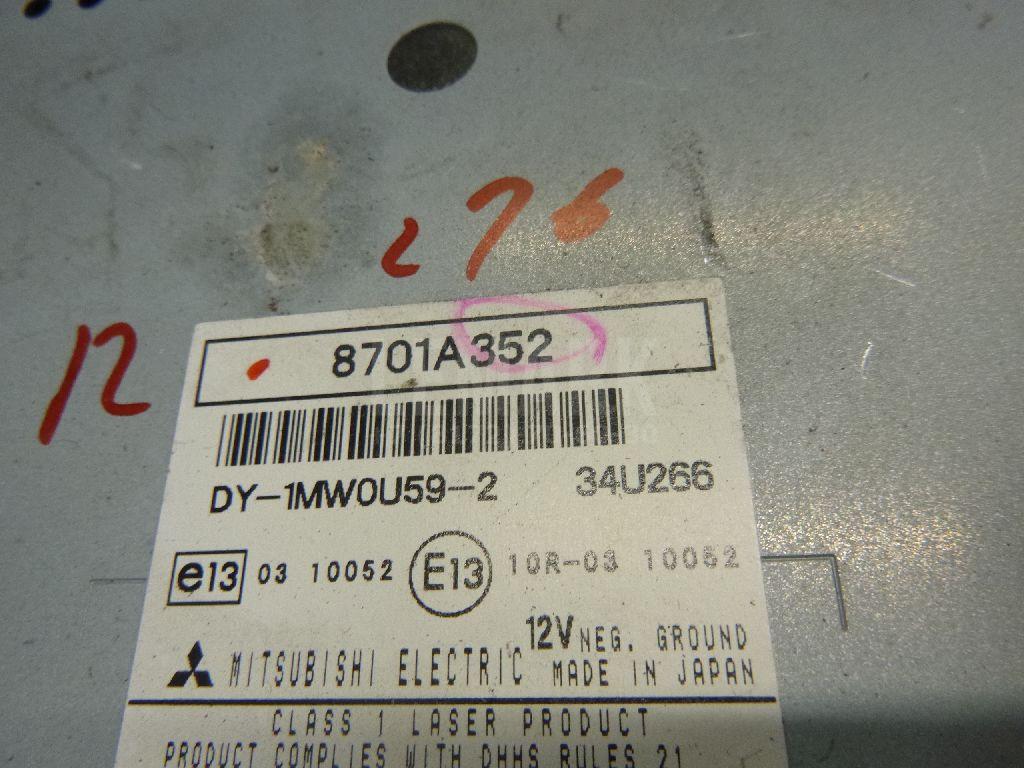 276
12
8701A352
DY-1MW0U59-2 34U266
e13 03 10052 E13 10R-03 10052
12V NEG. GROUND
MITSUBISHI ELECTRIC MADE IN JAPAN
CLASS 1 LASER PRODUCT
PRODUCT COMPLIES WITH DHHS RULES 21